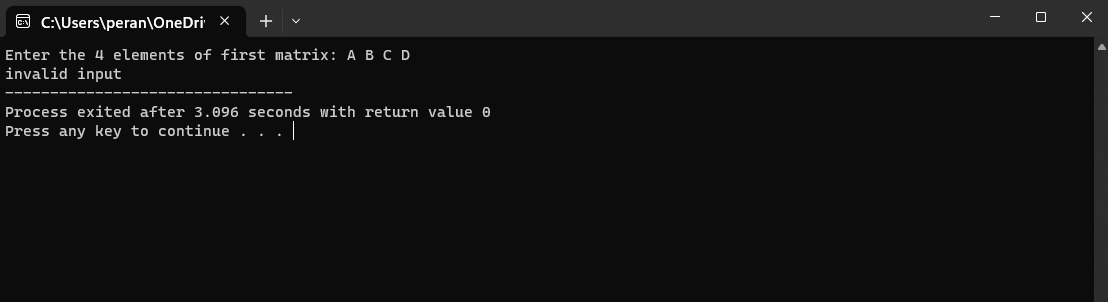 C:\Users\peran\OneDri
Enter the 4 elements of first matrix: A B C D
invalid input
--------------------------------
Process exited after 3.096 seconds with return value 0
Press any key to continue . . .